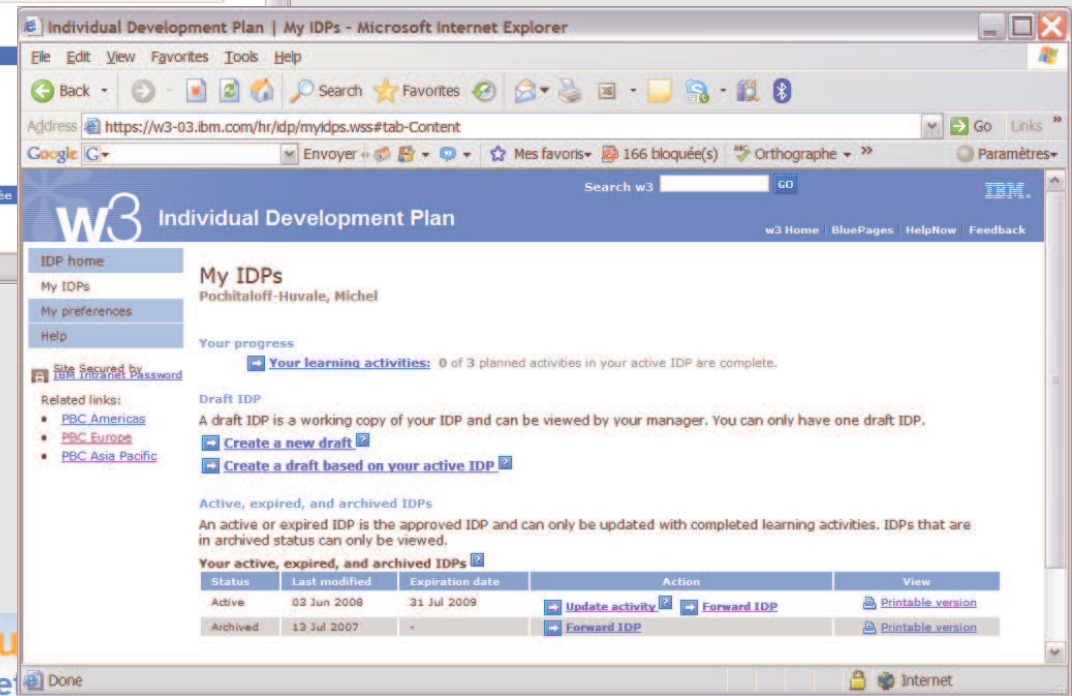 Individual Development Plan | My IDPs - Microsoft Internet Explorer
File Edit View Favorites Tools Help
Back Search Favorites
Address https://w3-03.ibm.com/hr/idp/myidps.wss#tab-Content Go Links »
Google G Envoyer Mes favoris 166 bloquée(s) Orthographe » Paramètres
Search w3 GO IBM
w3 Individual Development Plan
w3 Home BluePages HelpNow Feedback
IDP home
My IDPs
My preferences
Help
Site Secured by
IBM Intranet Password
Related links:
• PBC Americas
• PBC Europe
• PBC Asia Pacific
My IDPs
Pochitaloff-Huvale, Michel
Your progress
Your learning activities: 0 of 3 planned activities in your active IDP are complete.
Draft IDP
A draft IDP is a working copy of your IDP and can be viewed by your manager. You can only have one draft IDP.
Create a new draft ?
Create a draft based on your active IDP ?
Active, expired, and archived IDPs
An active or expired IDP is the approved IDP and can only be updated with completed learning activities. IDPs that are
in archived status can only be viewed.
Your active, expired, and archived IDPs ?
Status Last modified Expiration date Action View
Active 03 Jun 2008 31 Jul 2009 Update activity ? Forward IDP Printable version
Archived 13 Jul 2007 - Forward IDP Printable version
Done Internet